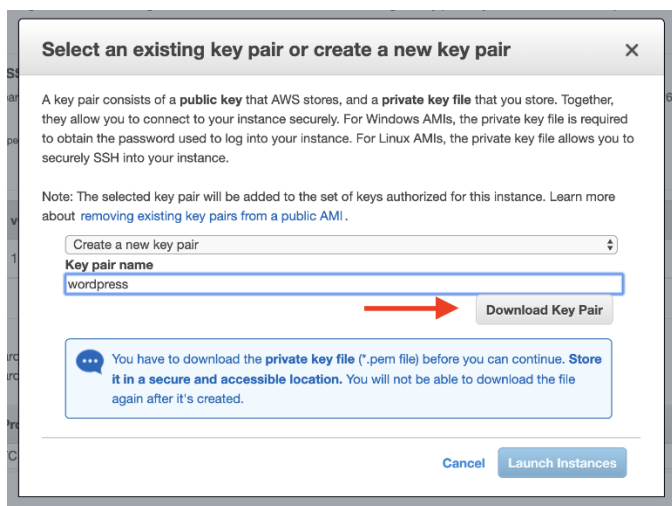 Select an existing key pair or create a new key pair
×
A key pair consists of a public key that AWS stores, and a private key file that you store. Together,
they allow you to connect to your instance securely. For Windows AMIs, the private key file is required
to obtain the password used to log into your instance. For Linux AMIs, the private key file allows you to
securely SSH into your instance.
Note: The selected key pair will be added to the set of keys authorized for this instance. Learn more
about removing existing key pairs from a public AMI.
Create a new key pair
Key pair name
wordpress
Download Key Pair
You have to download the private key file (*.pem file) before you can continue. Store
it in a secure and accessible location. You will not be able to download the file
again after it's created.
Cancel
Launch Instances